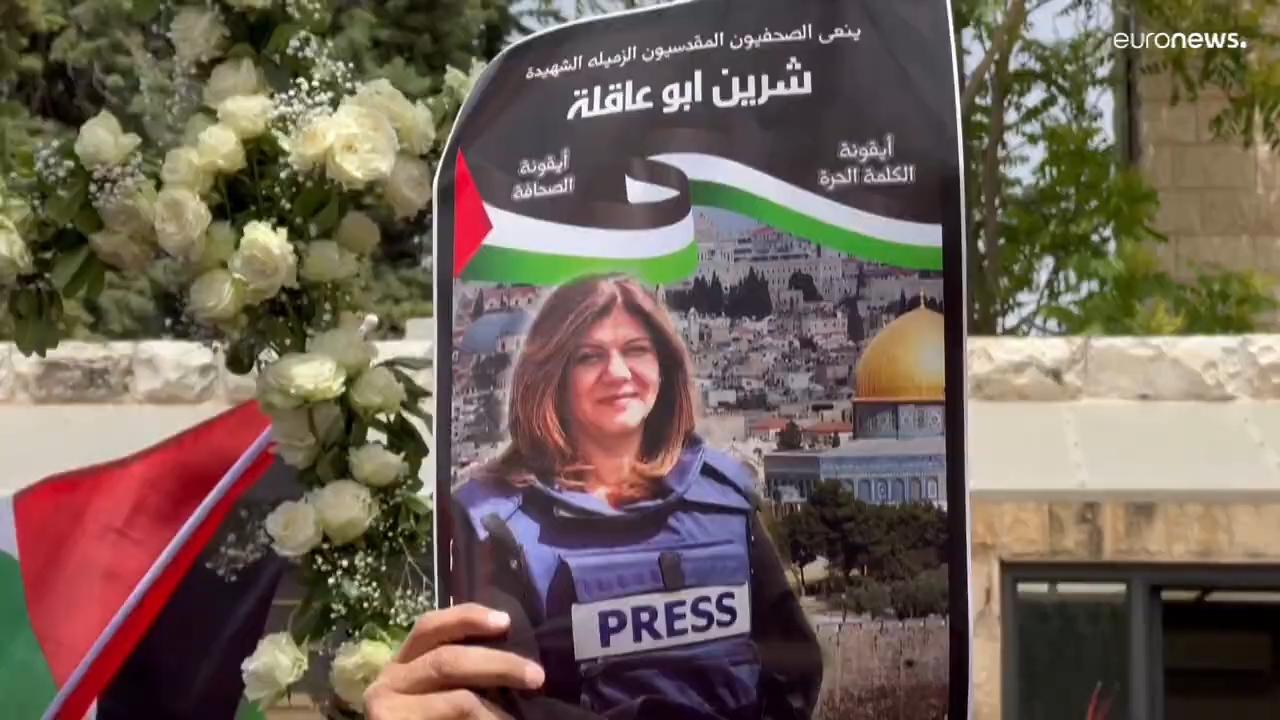 euronews.
ينعى الصحفيون المقدسيون الزميله الشهيدة
شرين ابو عاقلة
أيقونة
الكلمة الحرة
أيقونة
الصحافة
PRESS